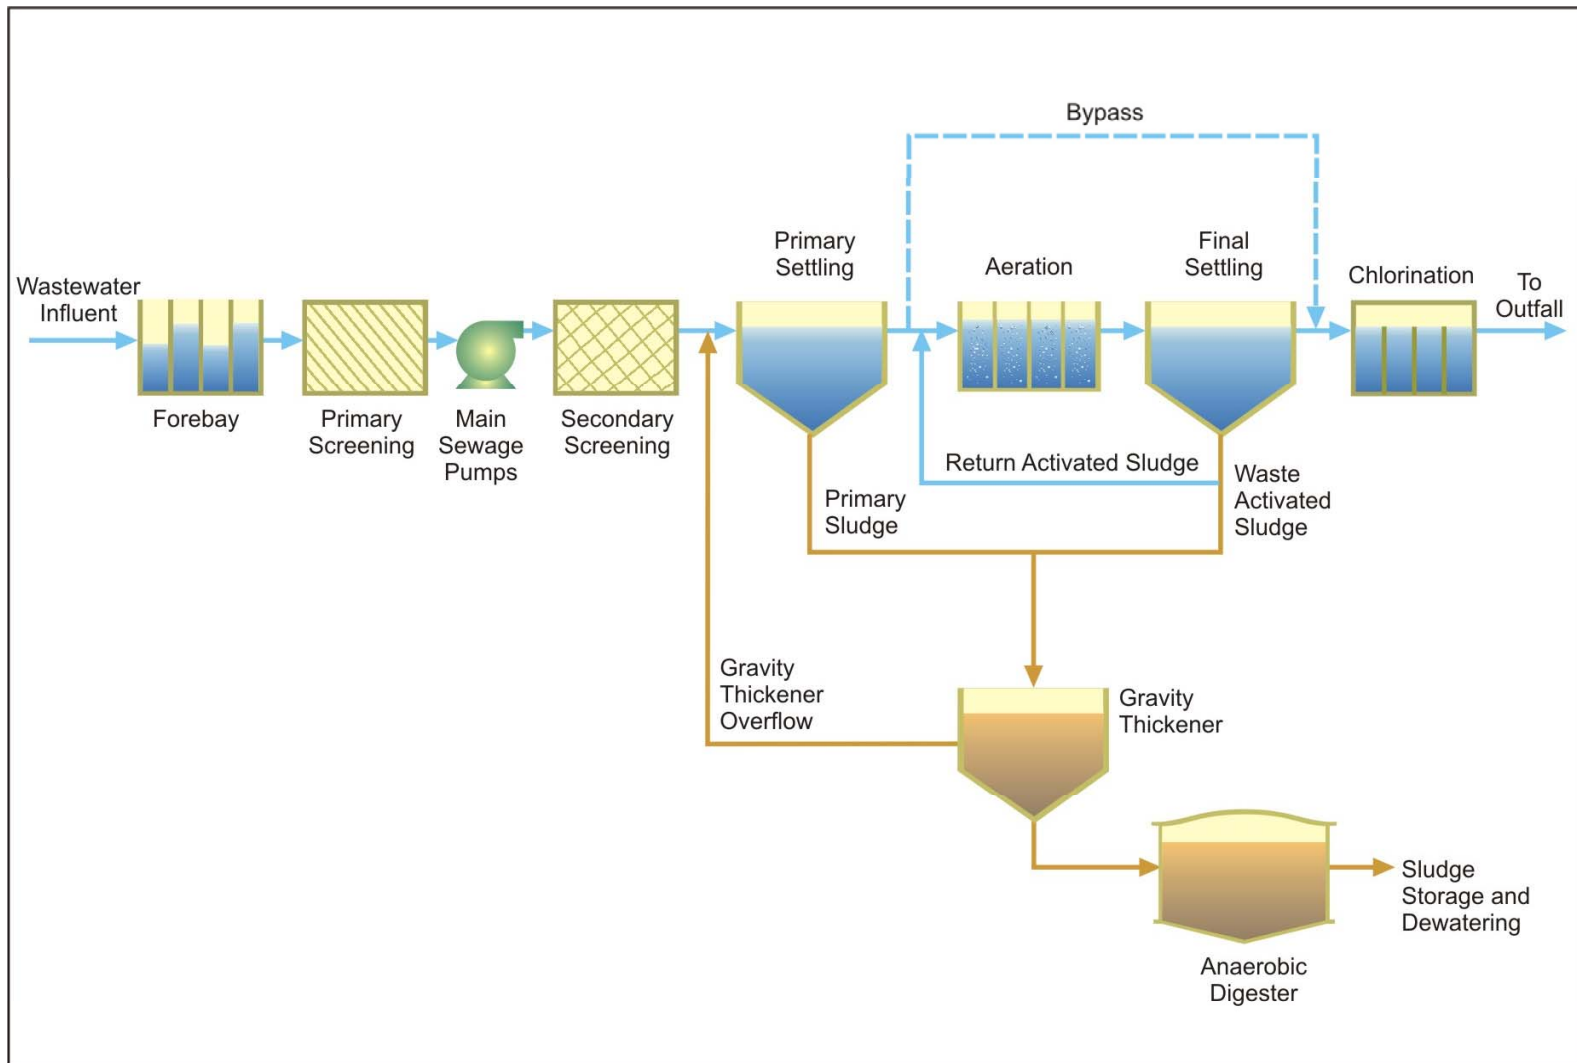 Bypass
Primary
Settling
Aeration
Final
Settling
Chlorination
To
Outfall
Wastewater
Influent
Forebay
Primary
Screening
Main
Sewage
Pumps
Secondary
Screening
Return Activated Sludge
Waste
Activated
Sludge
Primary
Sludge
Gravity
Thickener
Overflow
Gravity
Thickener
Sludge
Storage and
Dewatering
Anaerobic
Digester